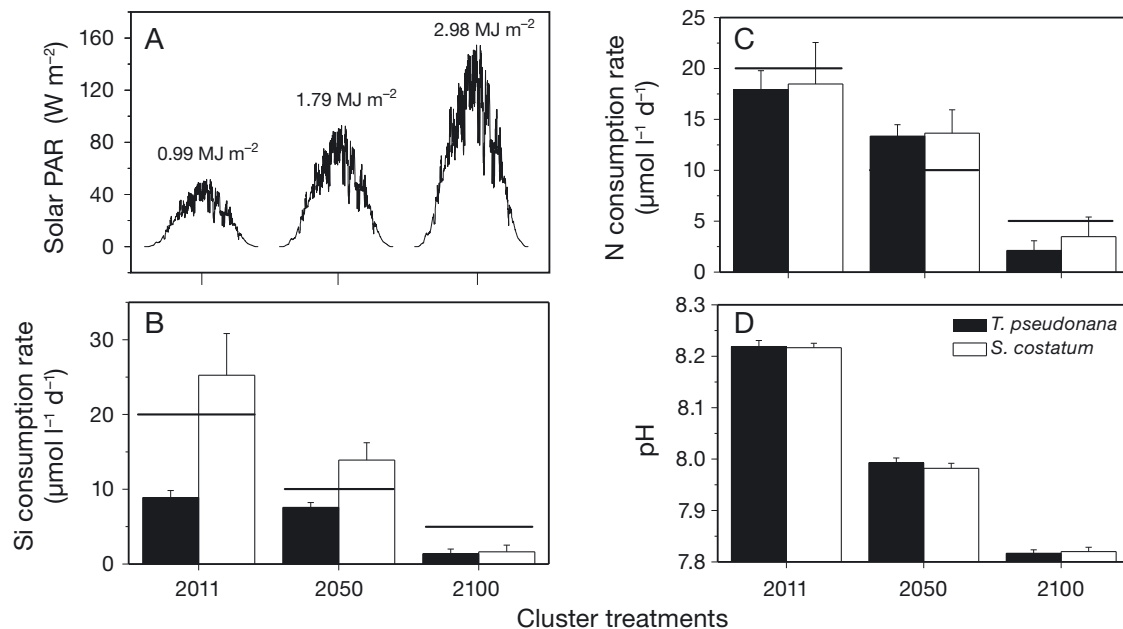 A
160
120
80
40
0
Solar PAR (W m⁻²)
0.99 MJ m⁻²
1.79 MJ m⁻²
2.98 MJ m⁻²
B
30
20
10
0
Si consumption rate
(µmol l⁻¹ d⁻¹)
2011 2050 2100
C
25
20
15
10
5
0
N consumption rate
(µmol l⁻¹ d⁻¹)
D
8.3
8.2
8.1
8.0
7.9
7.8
pH
T. pseudonana
S. costatum
2011 2050 2100
Cluster treatments